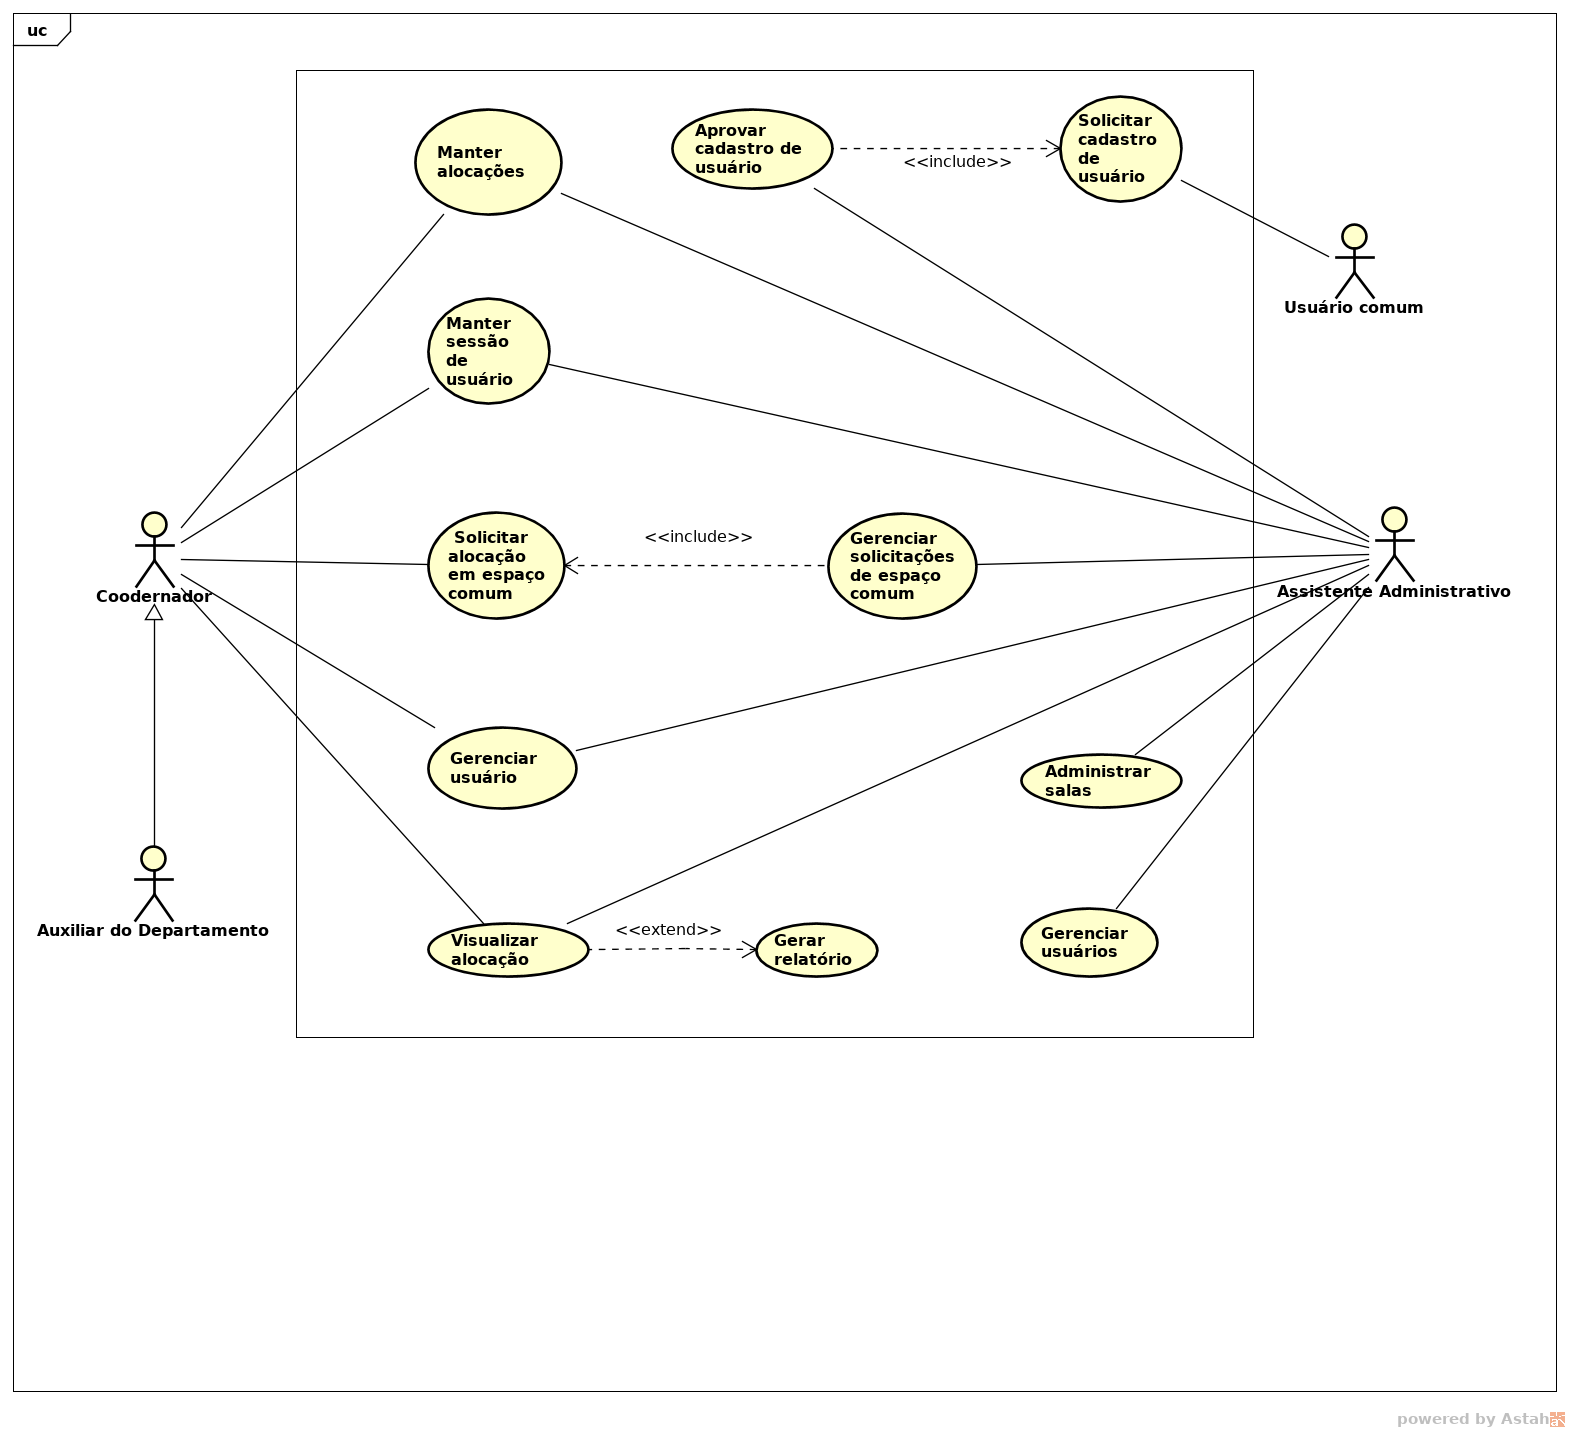 uc
Manter
alocações
Aprovar
cadastro de
usuário
<<include>>
Solicitar
cadastro
de
usuário
Usuário comum
Manter
sessão
de
usuário
Coodernador
Solicitar
alocação
em espaço
comum
<<include>>
Gerenciar
solicitações
de espaço
comum
Assistente Administrativo
Gerenciar
usuário
Administrar
salas
Auxiliar do Departamento
Visualizar
alocação
<<extend>>
Gerar
relatório
Gerenciar
usuários
powered by Astah